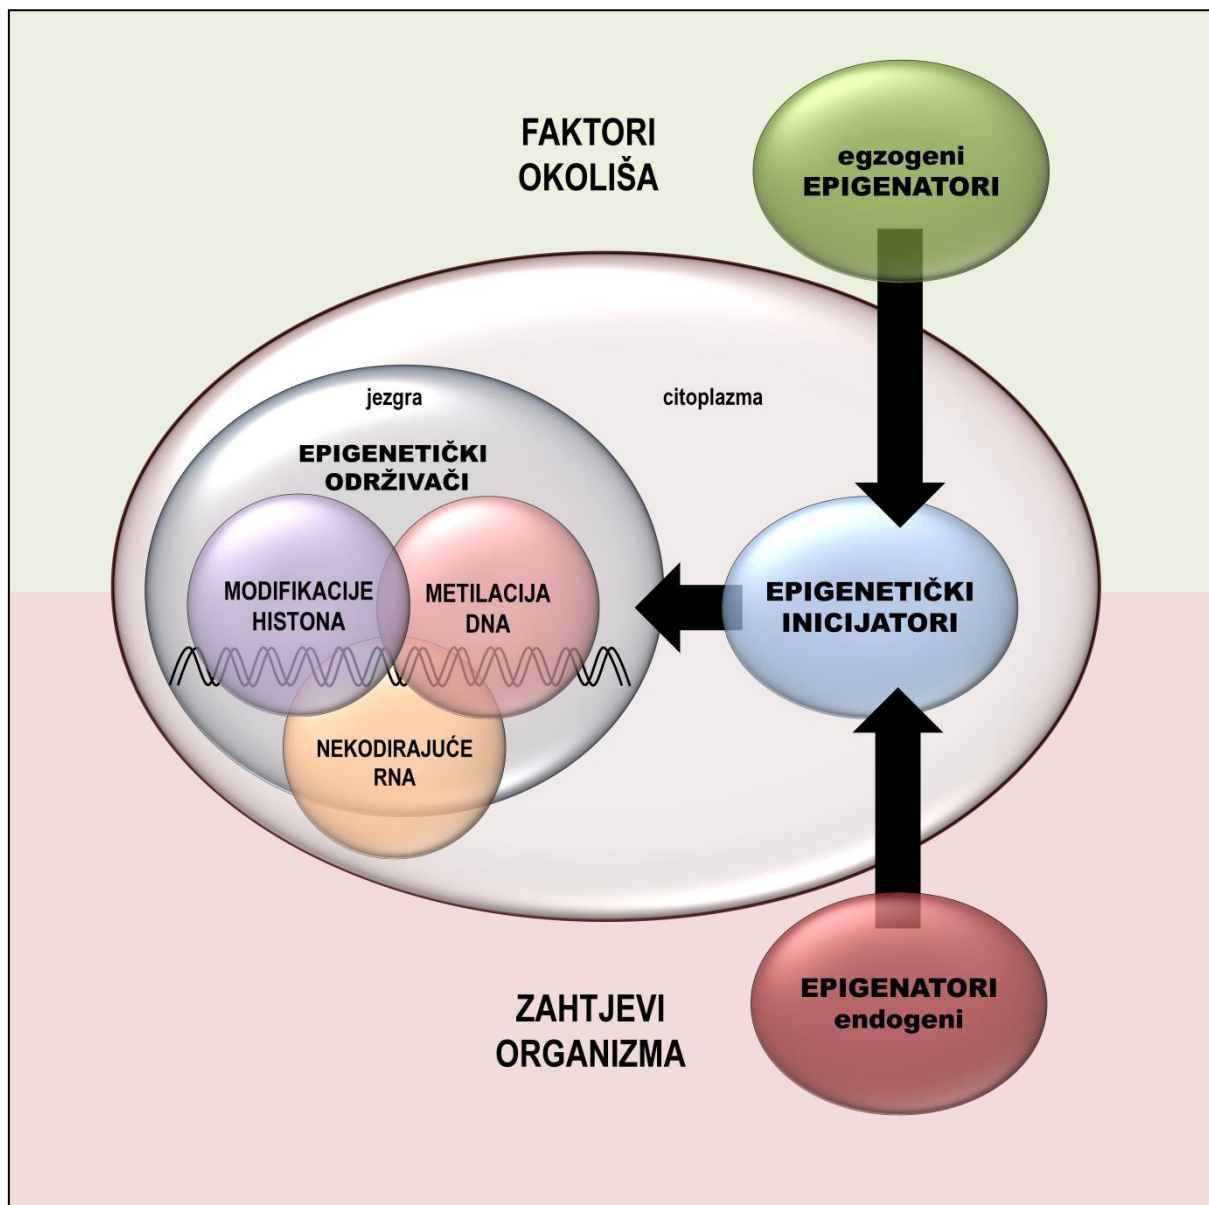 FAKTORI
OKOLIŠA
egzogeni
EPIGENATORI
jezgra
citoplazma
EPIGENETIČKI
ODRŽIVAČI
MODIFIKACIJE
HISTONA
METILACIJA
DNA
NEKODIRAJUĆE
RNA
EPIGENETIČKI
INICIJATORI
ZAHTJEVI
ORGANIZMA
EPIGENATORI
endogeni